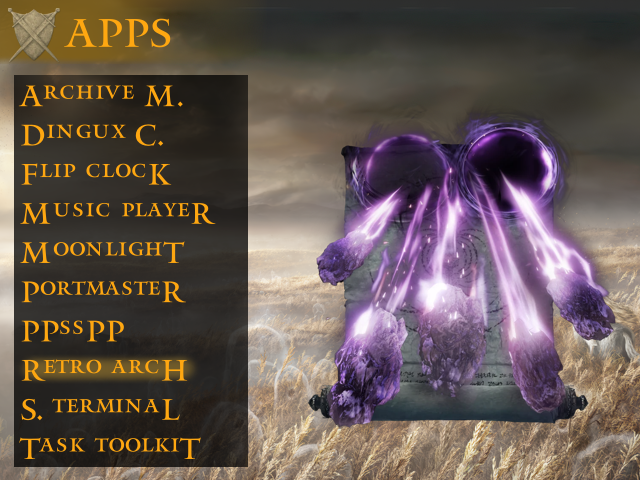 APPS
Archive M.
Dingux C.
Flip clocK
Music playeR
MoonlighT
PortmasteR
PPssPP
Retro arcH
S. terminaL
Task toolkiT